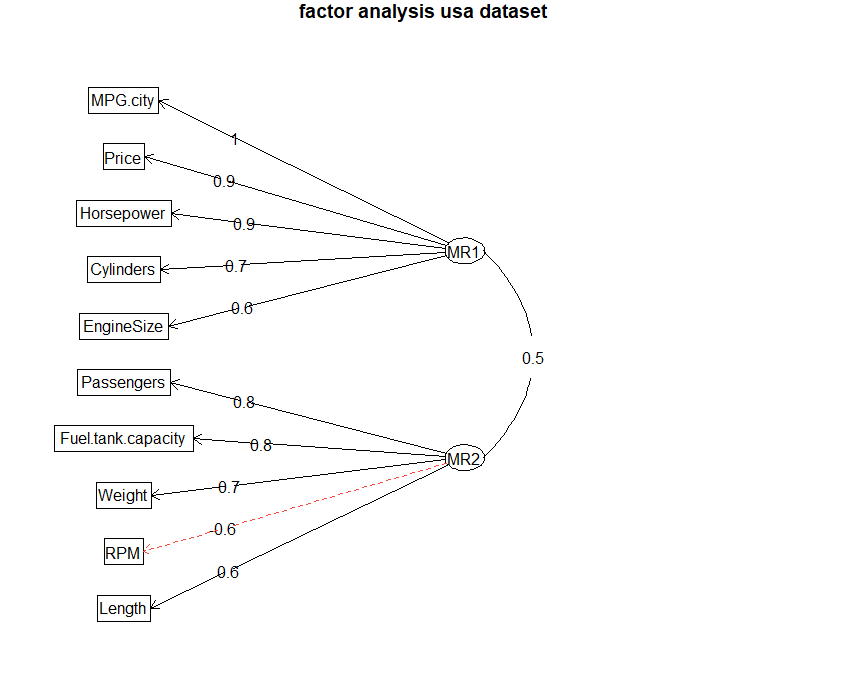 factor analysis usa dataset
MPG.city
1
Price
0.9
Horsepower
0.9
Cylinders
0.7
MR1
EngineSize
0.6
0.5
Passengers
0.8
Fuel.tank.capacity
0.8
MR2
Weight
0.7
RPM
-0.6
Length
0.6